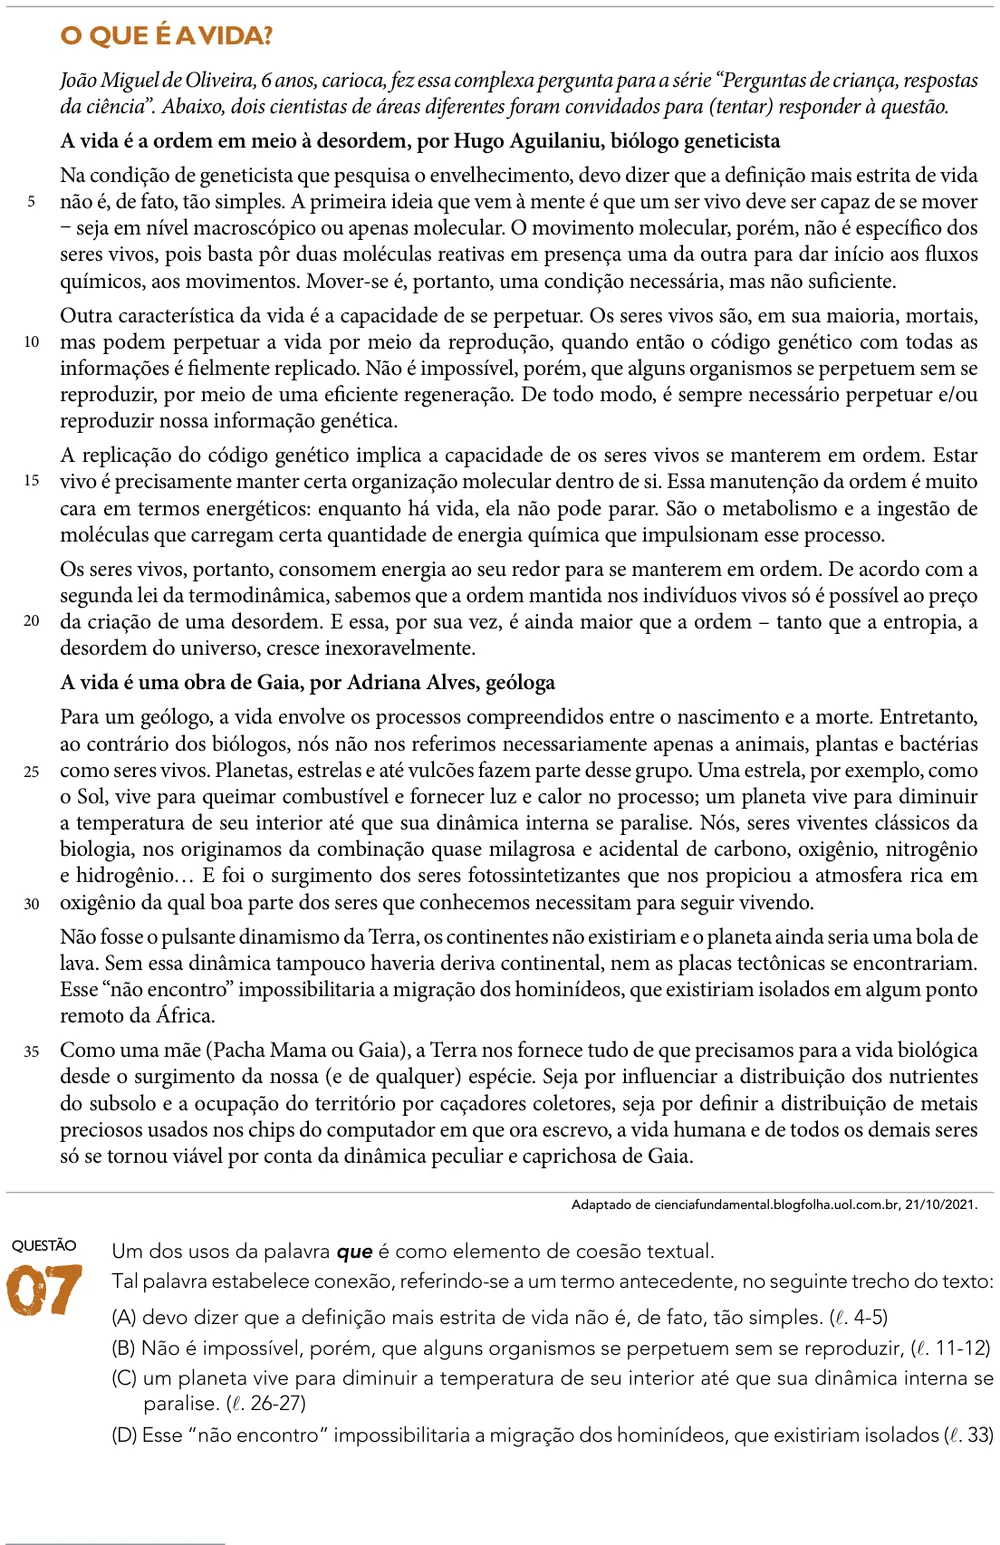 O QUE É A VIDA?
João Miguel de Oliveira, 6 anos, carioca, fez essa complexa pergunta para a série “Perguntas de criança, respostas
da ciência”. Abaixo, dois cientistas de áreas diferentes foram convidados para (tentar) responder à questão.
A vida é a ordem em meio à desordem, por Hugo Aguilaniu, biólogo geneticista
Na condição de geneticista que pesquisa o envelhecimento, devo dizer que a definição mais estrita de vida
5 não é, de fato, tão simples. A primeira ideia que vem à mente é que um ser vivo deve ser capaz de se mover
− seja em nível macroscópico ou apenas molecular. O movimento molecular, porém, não é específico dos
seres vivos, pois basta pôr duas moléculas reativas em presença uma da outra para dar início aos fluxos
químicos, aos movimentos. Mover-se é, portanto, uma condição necessária, mas não suficiente.
Outra característica da vida é a capacidade de se perpetuar. Os seres vivos são, em sua maioria, mortais,
10 mas podem perpetuar a vida por meio da reprodução, quando então o código genético com todas as
informações é fielmente replicado. Não é impossível, porém, que alguns organismos se perpetuem sem se
reproduzir, por meio de uma eficiente regeneração. De todo modo, é sempre necessário perpetuar e/ou
reproduzir nossa informação genética.
A replicação do código genético implica a capacidade de os seres vivos se manterem em ordem. Estar
15 vivo é precisamente manter certa organização molecular dentro de si. Essa manutenção da ordem é muito
cara em termos energéticos: enquanto há vida, ela não pode parar. São o metabolismo e a ingestão de
moléculas que carregam certa quantidade de energia química que impulsionam esse processo.
Os seres vivos, portanto, consomem energia ao seu redor para se manterem em ordem. De acordo com a
segunda lei da termodinâmica, sabemos que a ordem mantida nos indivíduos vivos só é possível ao preço
20 da criação de uma desordem. E essa, por sua vez, é ainda maior que a ordem – tanto que a entropia, a
desordem do universo, cresce inexoravelmente.
A vida é uma obra de Gaia, por Adriana Alves, geóloga
Para um geólogo, a vida envolve os processos compreendidos entre o nascimento e a morte. Entretanto,
ao contrário dos biólogos, nós não nos referimos necessariamente apenas a animais, plantas e bactérias
25 como seres vivos. Planetas, estrelas e até vulcões fazem parte desse grupo. Uma estrela, por exemplo, como
o Sol, vive para queimar combustível e fornecer luz e calor no processo; um planeta vive para diminuir
a temperatura de seu interior até que sua dinâmica interna se paralise. Nós, seres viventes clássicos da
biologia, nos originamos da combinação quase milagrosa e acidental de carbono, oxigênio, nitrogênio
e hidrogênio… E foi o surgimento dos seres fotossintetizantes que nos propiciou a atmosfera rica em
30 oxigênio da qual boa parte dos seres que conhecemos necessitam para seguir vivendo.
Não fosse o pulsante dinamismo da Terra, os continentes não existiriam e o planeta ainda seria uma bola de
lava. Sem essa dinâmica tampouco haveria deriva continental, nem as placas tectônicas se encontrariam.
Esse “não encontro” impossibilitaria a migração dos hominídeos, que existiriam isolados em algum ponto
remoto da África.
35 Como uma mãe (Pacha Mama ou Gaia), a Terra nos fornece tudo de que precisamos para a vida biológica
desde o surgimento da nossa (e de qualquer) espécie. Seja por influenciar a distribuição dos nutrientes
do subsolo e a ocupação do território por caçadores coletores, seja por definir a distribuição de metais
preciosos usados nos chips do computador em que ora escrevo, a vida humana e de todos os demais seres
só se tornou viável por conta da dinâmica peculiar e caprichosa de Gaia.
Adaptado de cienciafundamental.blogfolha.uol.com.br, 21/10/2021.
QUESTÃO
07
Um dos usos da palavra que é como elemento de coesão textual.
Tal palavra estabelece conexão, referindo-se a um termo antecedente, no seguinte trecho do texto:
(A) devo dizer que a definição mais estrita de vida não é, de fato, tão simples. (ℓ. 4-5)
(B) Não é impossível, porém, que alguns organismos se perpetuem sem se reproduzir, (ℓ. 11-12)
(C) um planeta vive para diminuir a temperatura de seu interior até que sua dinâmica interna se
paralise. (ℓ. 26-27)
(D) Esse “não encontro” impossibilitaria a migração dos hominídeos, que existiriam isolados (ℓ. 33)